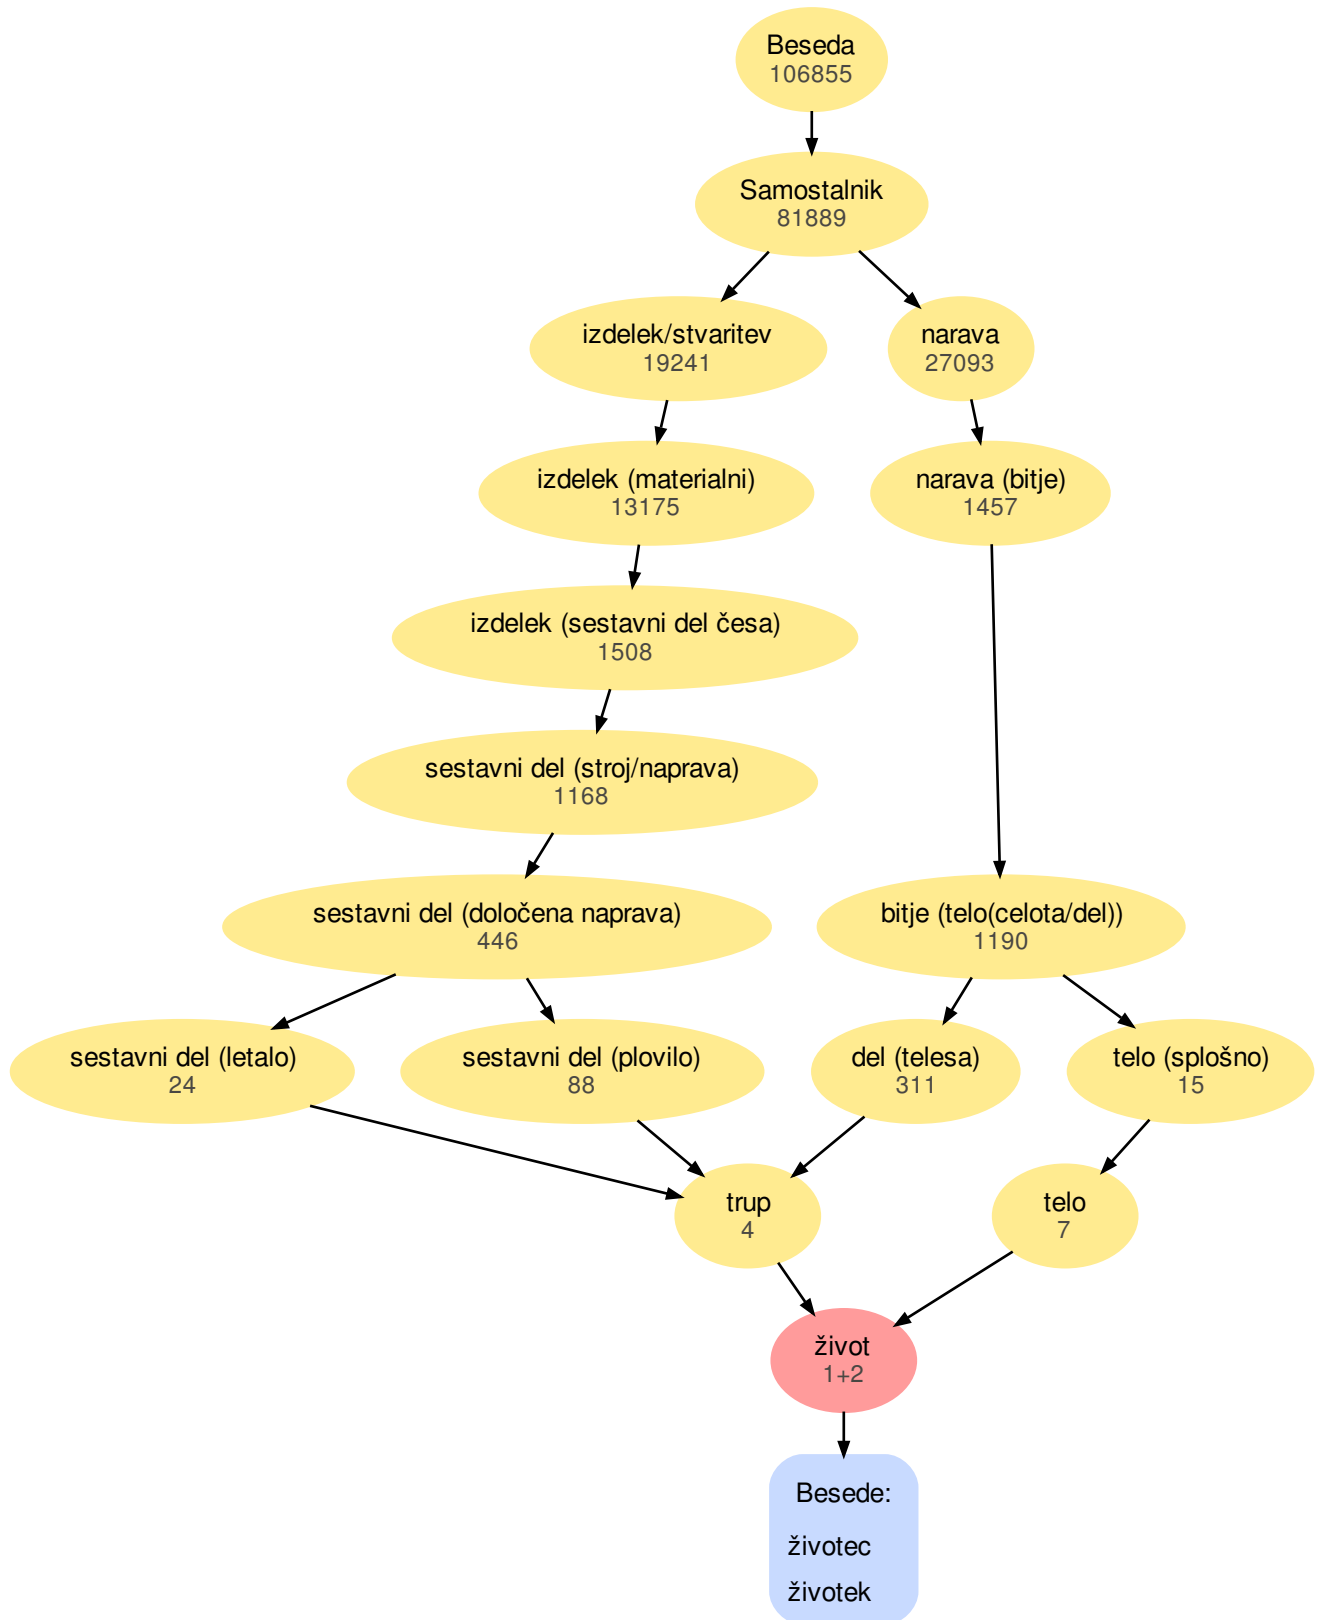 Beseda
106855
Samostalnik
81889
izdelek/stvaritev
19241
narava
27093
izdelek (materialni)
13175
narava (bitje)
1457
izdelek (sestavni del česa)
1508
sestavni del (stroj/naprava)
1168
sestavni del (določena naprava)
446
bitje (telo(celota/del))
1190
sestavni del (letalo)
24
sestavni del (plovilo)
88
del (telesa)
311
telo (splošno)
15
trup
4
telo
7
život
1+2
Besede:
životec
životek